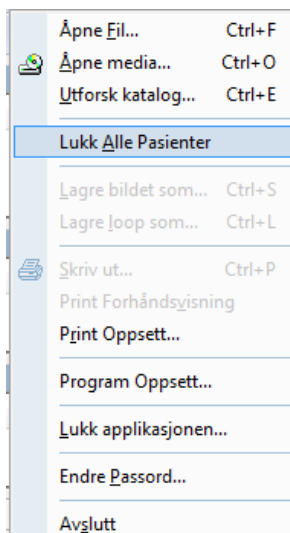 Åpne Fil... Ctrl+F
Åpne media... Ctrl+O
Utforsk katalog... Ctrl+E
Lukk Alle Pasienter
Lagre bildet som... Ctrl+S
Lagre loop som... Ctrl+L
Skriv ut... Ctrl+P
Print Forhåndsvisning
Print Oppsett...
Program Oppsett...
Lukk applikasjonen...
Endre Passord...
Avslutt